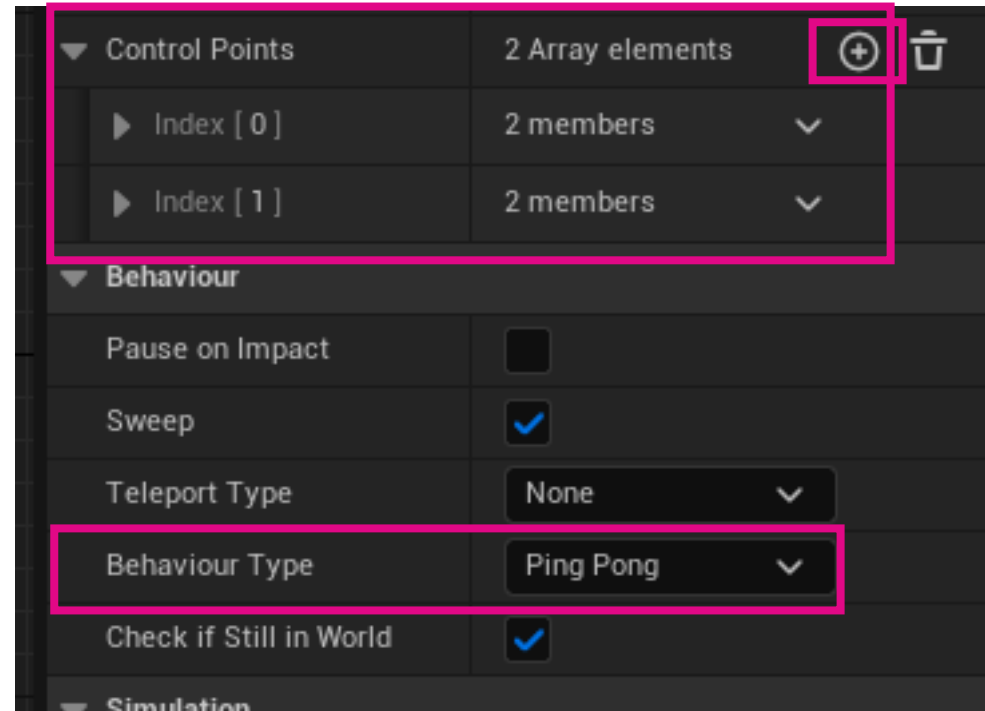 Control Points 2 Array elements
Index [ 0 ] 2 members
Index [ 1 ] 2 members
Behaviour
Pause on Impact
Sweep
Teleport Type None
Behaviour Type Ping Pong
Check if Still in World
Simulation